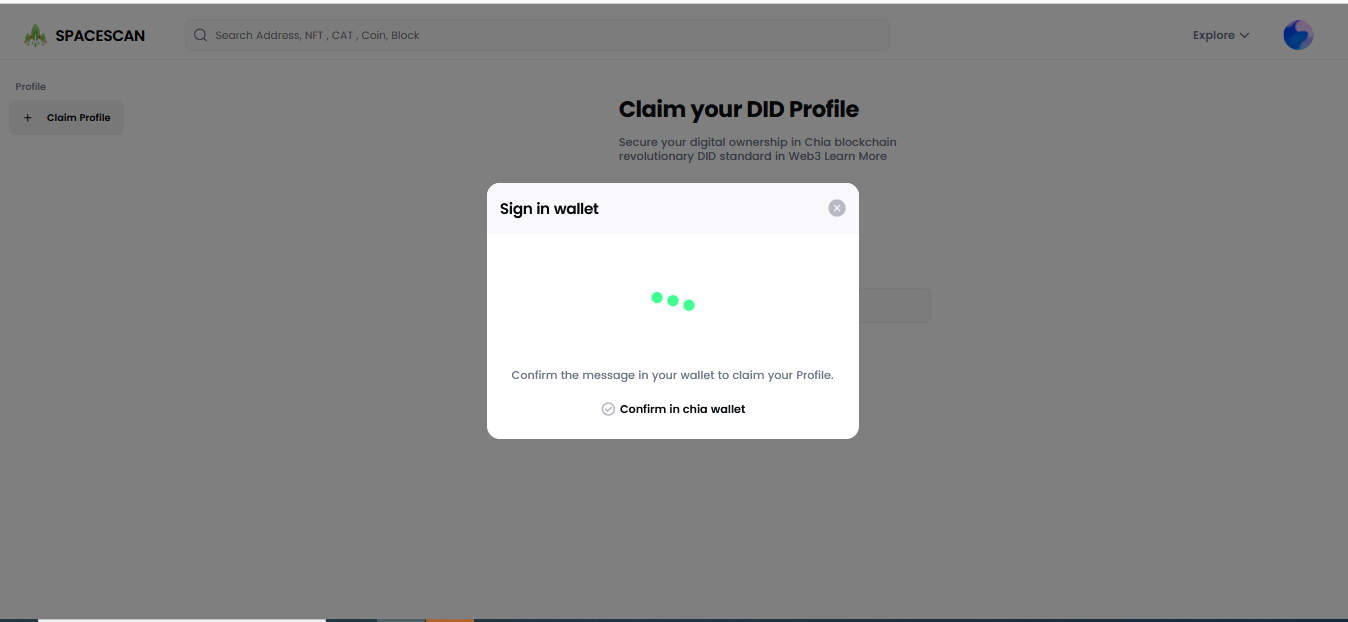 SPACESCAN
Search Address, NFT , CAT , Coin, Block
Explore
Profile
+ Claim Profile
Claim your DID Profile
Secure your digital ownership in Chia blockchain
revolutionary DID standard in Web3 Learn More
Sign in wallet
Confirm the message in your wallet to claim your Profile.
Confirm in chia wallet